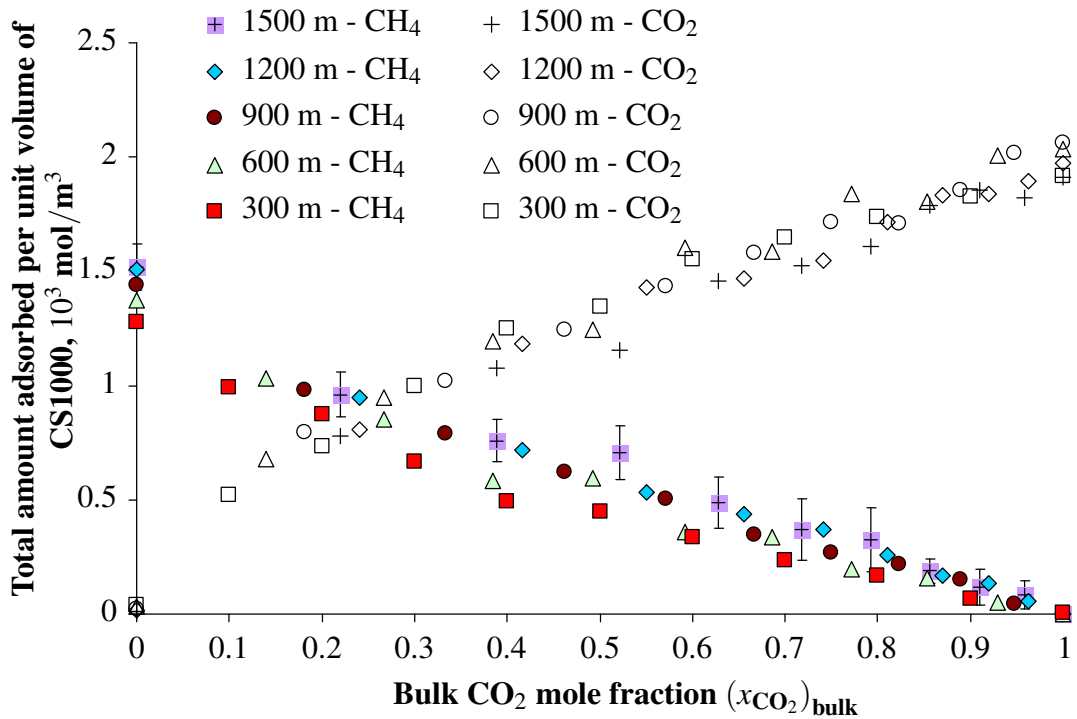 Total amount adsorbed per unit volume of
CS1000, 10³ mol/m³
1500 m - CH₄
1500 m - CO₂
1200 m - CH₄
1200 m - CO₂
900 m - CH₄
900 m - CO₂
600 m - CH₄
600 m - CO₂
300 m - CH₄
300 m - CO₂
2.5
2
1.5
1
0.5
0
0 0.1 0.2 0.3 0.4 0.5 0.6 0.7 0.8 0.9 1
Bulk CO₂ mole fraction (x_CO₂)_bulk